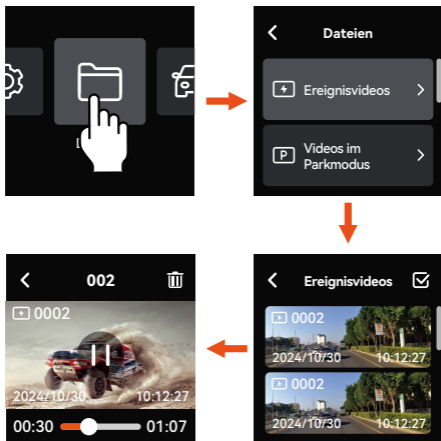 Dateien
Ereignisvideos
P
Videos im
Parkmodus
002
0002
2024/10/30 10:12:27
00:30 01:07
Ereignisvideos
0002
2024/10/30 10:12:27
0002
2024/10/30 10:12:27